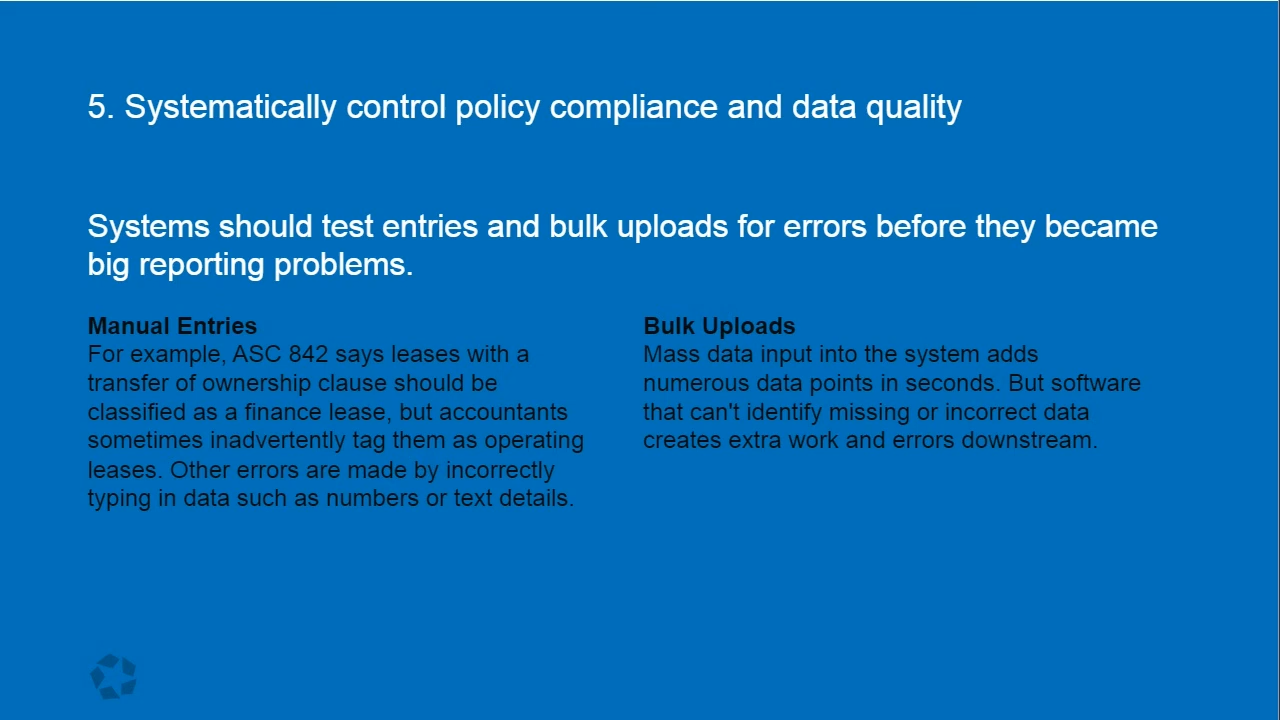 5. Systematically control policy compliance and data quality
Systems should test entries and bulk uploads for errors before they became
big reporting problems.
Manual Entries
For example, ASC 842 says leases with a
transfer of ownership clause should be
classified as a finance lease, but accountants
sometimes inadvertently tag them as operating
leases. Other errors are made by incorrectly
typing in data such as numbers or text details.
Bulk Uploads
Mass data input into the system adds
numerous data points in seconds. But software
that can't identify missing or incorrect data
creates extra work and errors downstream.